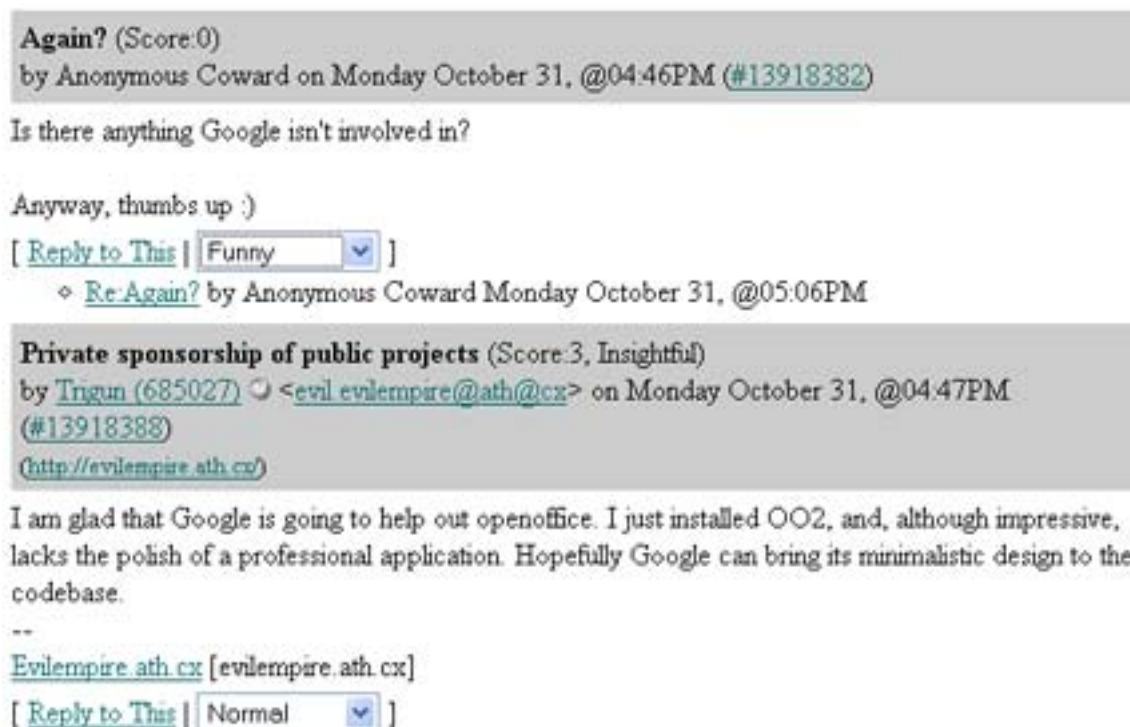 Again? (Score:0)
by Anonymous Coward on Monday October 31, @04:46PM (#13918382)
Is there anything Google isn't involved in?
Anyway, thumbs up :)
[ Reply to This | Funny ]
Re:Again? by Anonymous Coward Monday October 31, @05:06PM
Private sponsorship of public projects (Score:3, Insightful)
by Trigun (685027) <evil.evilempire@ath@cx> on Monday October 31, @04:47PM
(#13918388)
(http://evilempire.ath.cx/)
I am glad that Google is going to help out openoffice. I just installed OO2, and, although impressive,
lacks the polish of a professional application. Hopefully Google can bring its minimalistic design to the
codebase.
--
Evilempire.ath.cx [evilempire.ath.cx]
[ Reply to This | Normal ]